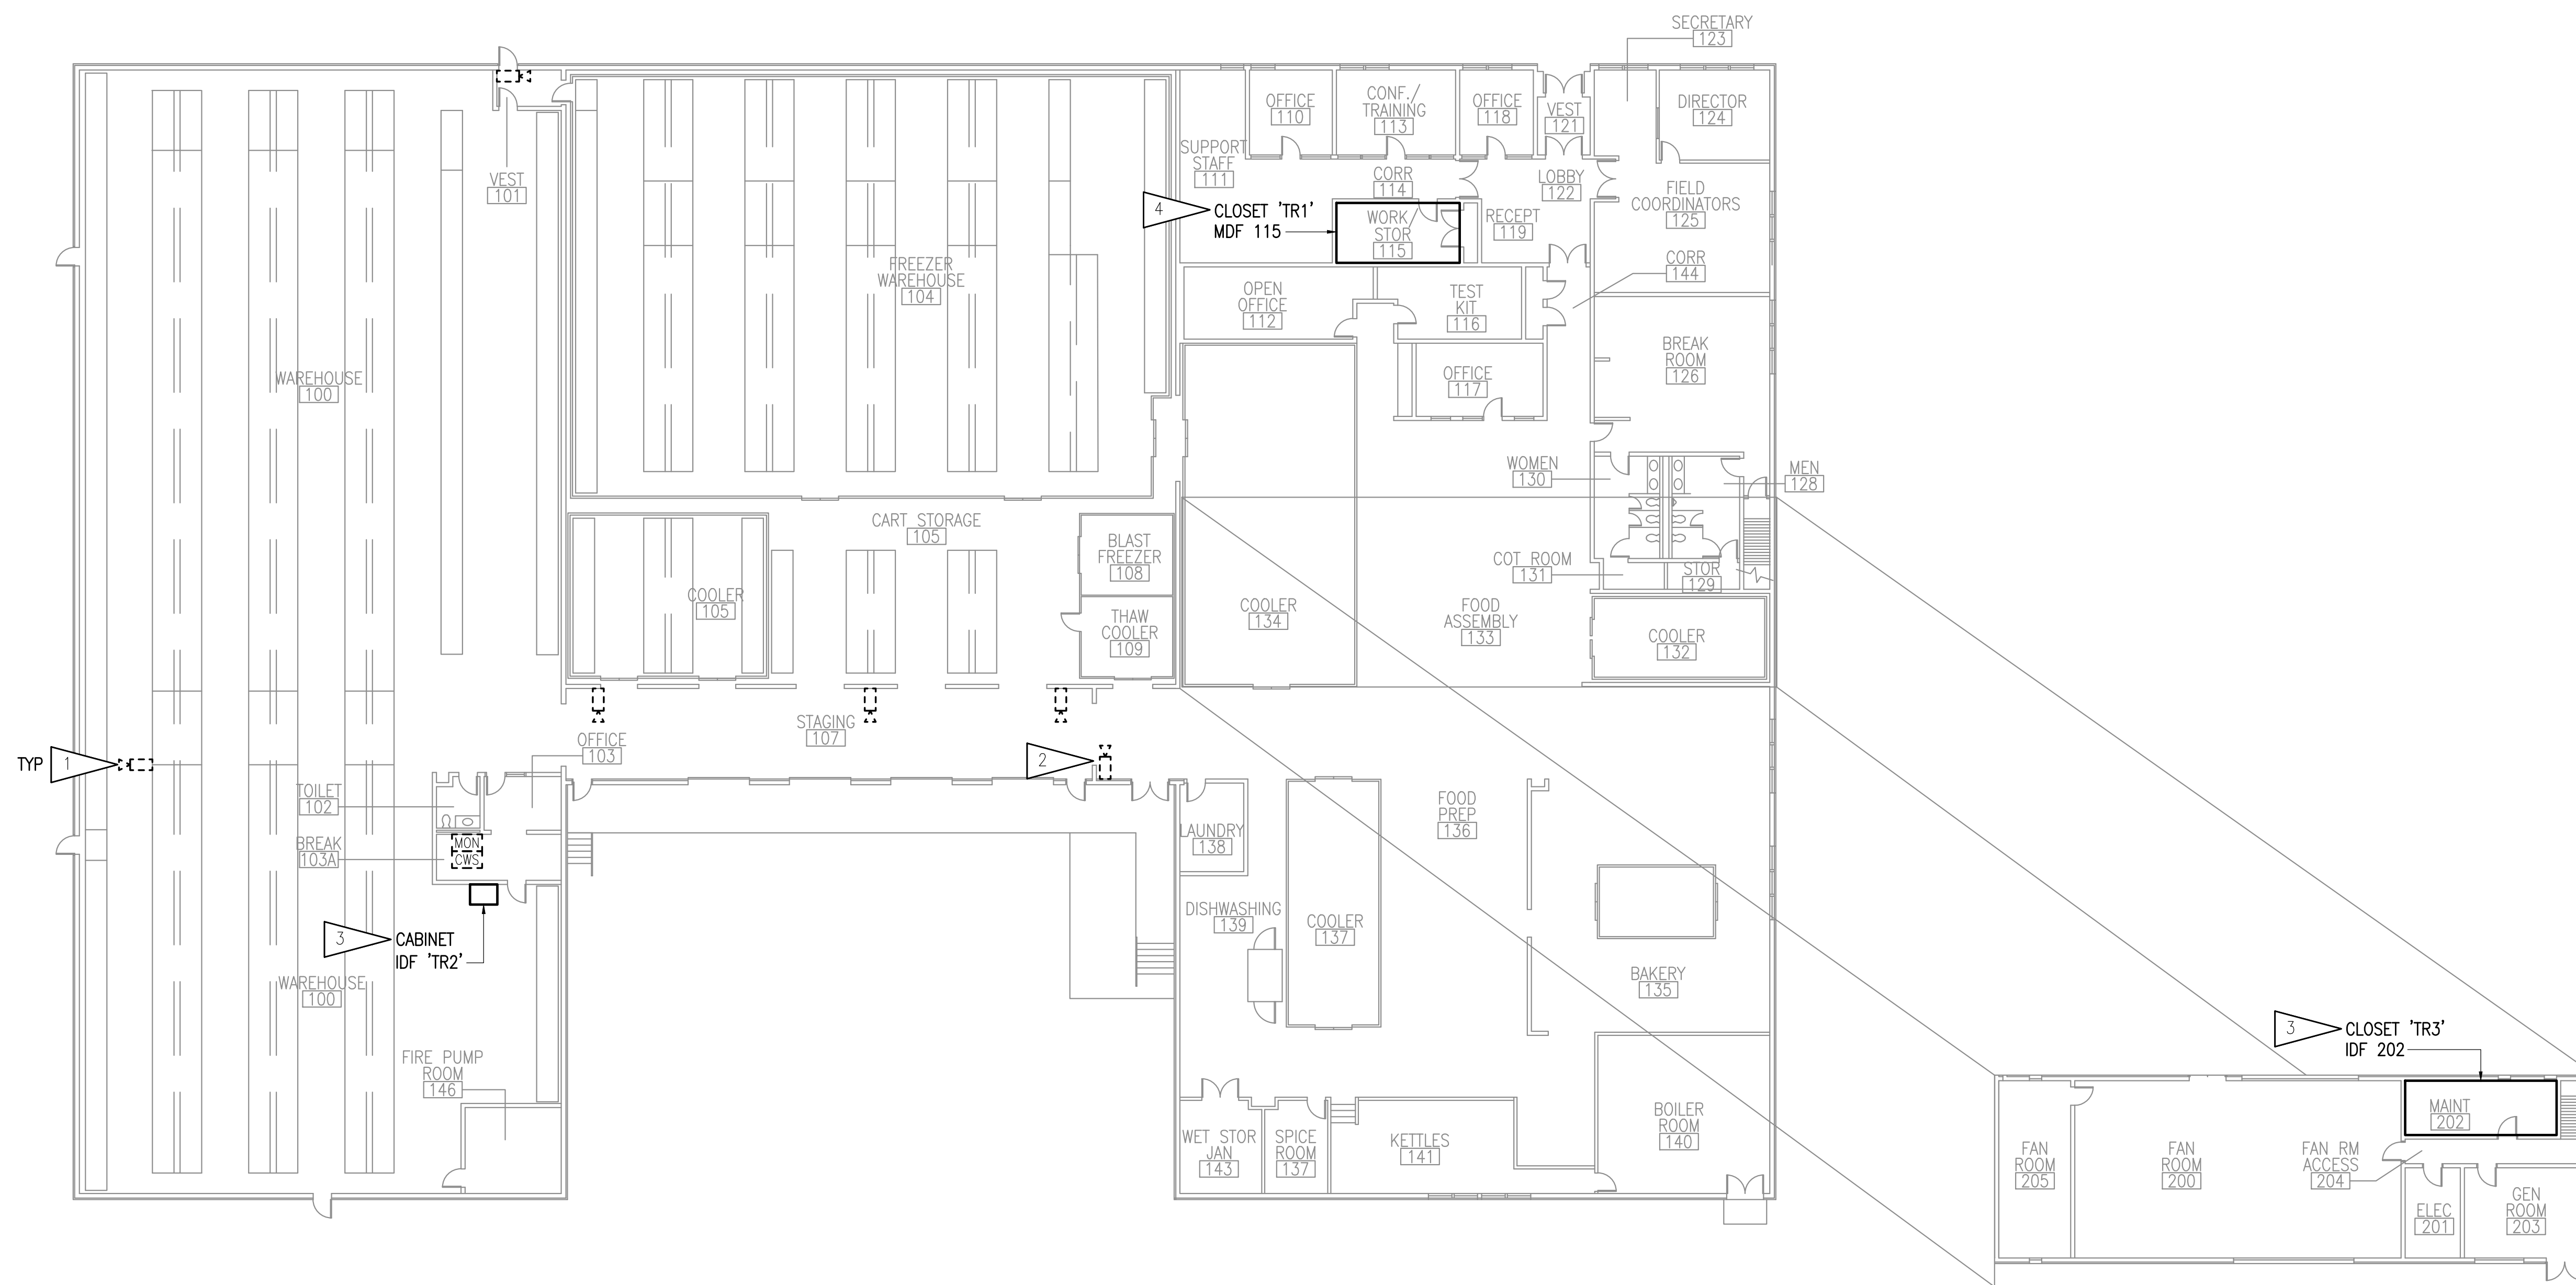 SECRETARY
123
OFFICE
110
CONF./
TRAINING
113
OFFICE
118
VEST
121
DIRECTOR
124
SUPPORT
STAFF
111
VEST
101
CORR
114
LOBBY
122
FIELD
COORDINATORS
125
4
CLOSET 'TR1'
MDF 115
WORK/
STOR
115
RECEPT
119
CORR
144
FREEZER
WAREHOUSE
104
OPEN
OFFICE
112
TEST
KIT
116
BREAK
ROOM
126
WAREHOUSE
100
OFFICE
117
WOMEN
130
MEN
128
CART STORAGE
105
BLAST
FREEZER
108
COT ROOM
131
STOR
129
COOLER
105
THAW
COOLER
109
COOLER
134
FOOD
ASSEMBLY
133
COOLER
132
STAGING
107
OFFICE
103
TYP
1
2
TOILET
102
FOOD
PREP
136
LAUNDRY
138
BREAK
103A
MON
CWS
DISHWASHING
139
COOLER
137
3
CABINET
IDF 'TR2'
BAKERY
135
WAREHOUSE
100
FIRE PUMP
ROOM
146
3
CLOSET 'TR3'
IDF 202
WET STOR
JAN
143
SPICE
ROOM
137
KETTLES
141
BOILER
ROOM
140
MAINT
202
FAN
ROOM
205
FAN
ROOM
200
FAN RM
ACCESS
204
ELEC
201
GEN
ROOM
203